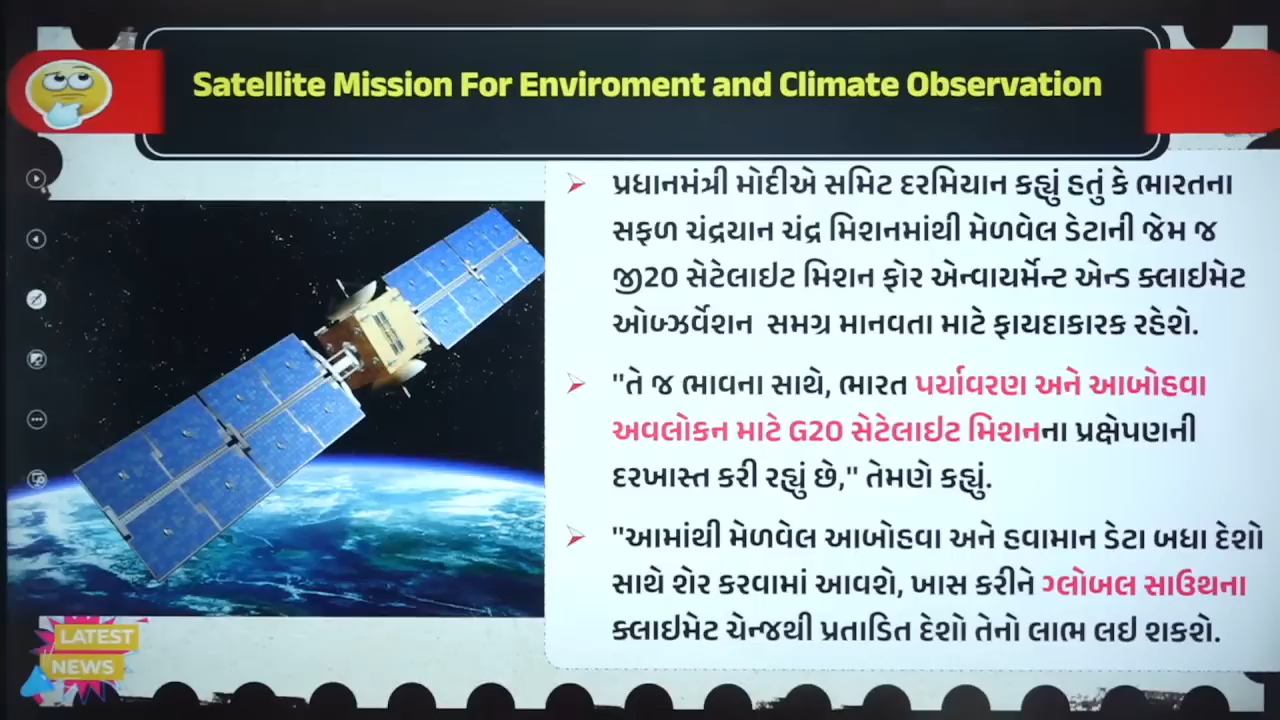 Satellite Mission For Enviroment and Climate Observation
પ્રધાનમંત્રી મોદીએ સમિટ દરમિયાન કહ્યું હતું કે ભારતના
સફળ ચંદ્રયાન ચંદ્ર મિશનમાંથી મેળવેલ ડેટાની જેમ જ
જી20 સેટેલાઇટ મિશન ફોર એન્વાયર્મેન્ટ એન્ડ ક્લાઇમેટ
ઓબ્ઝર્વેશન સમગ્ર માનવતા માટે ફાયદાકારક રહેશે.
"તે જ ભાવના સાથે, ભારત પર્યાવરણ અને આબોહવા
અવલોકન માટે G20 સેટેલાઇટ મિશનના પ્રક્ષેપણની
દરખાસ્ત કરી રહ્યું છે," તેમણે કહ્યું.
"આમાંથી મેળવેલ આબોહવા અને હવામાન ડેટા બધા દેશો
સાથે શેર કરવામાં આવશે, ખાસ કરીને ગ્લોબલ સાઉથના
ક્લાઇમેટ ચેન્જથી પ્રતાડિત દેશો તેનો લાભ લઇ શકશે.
LATEST
NEWS